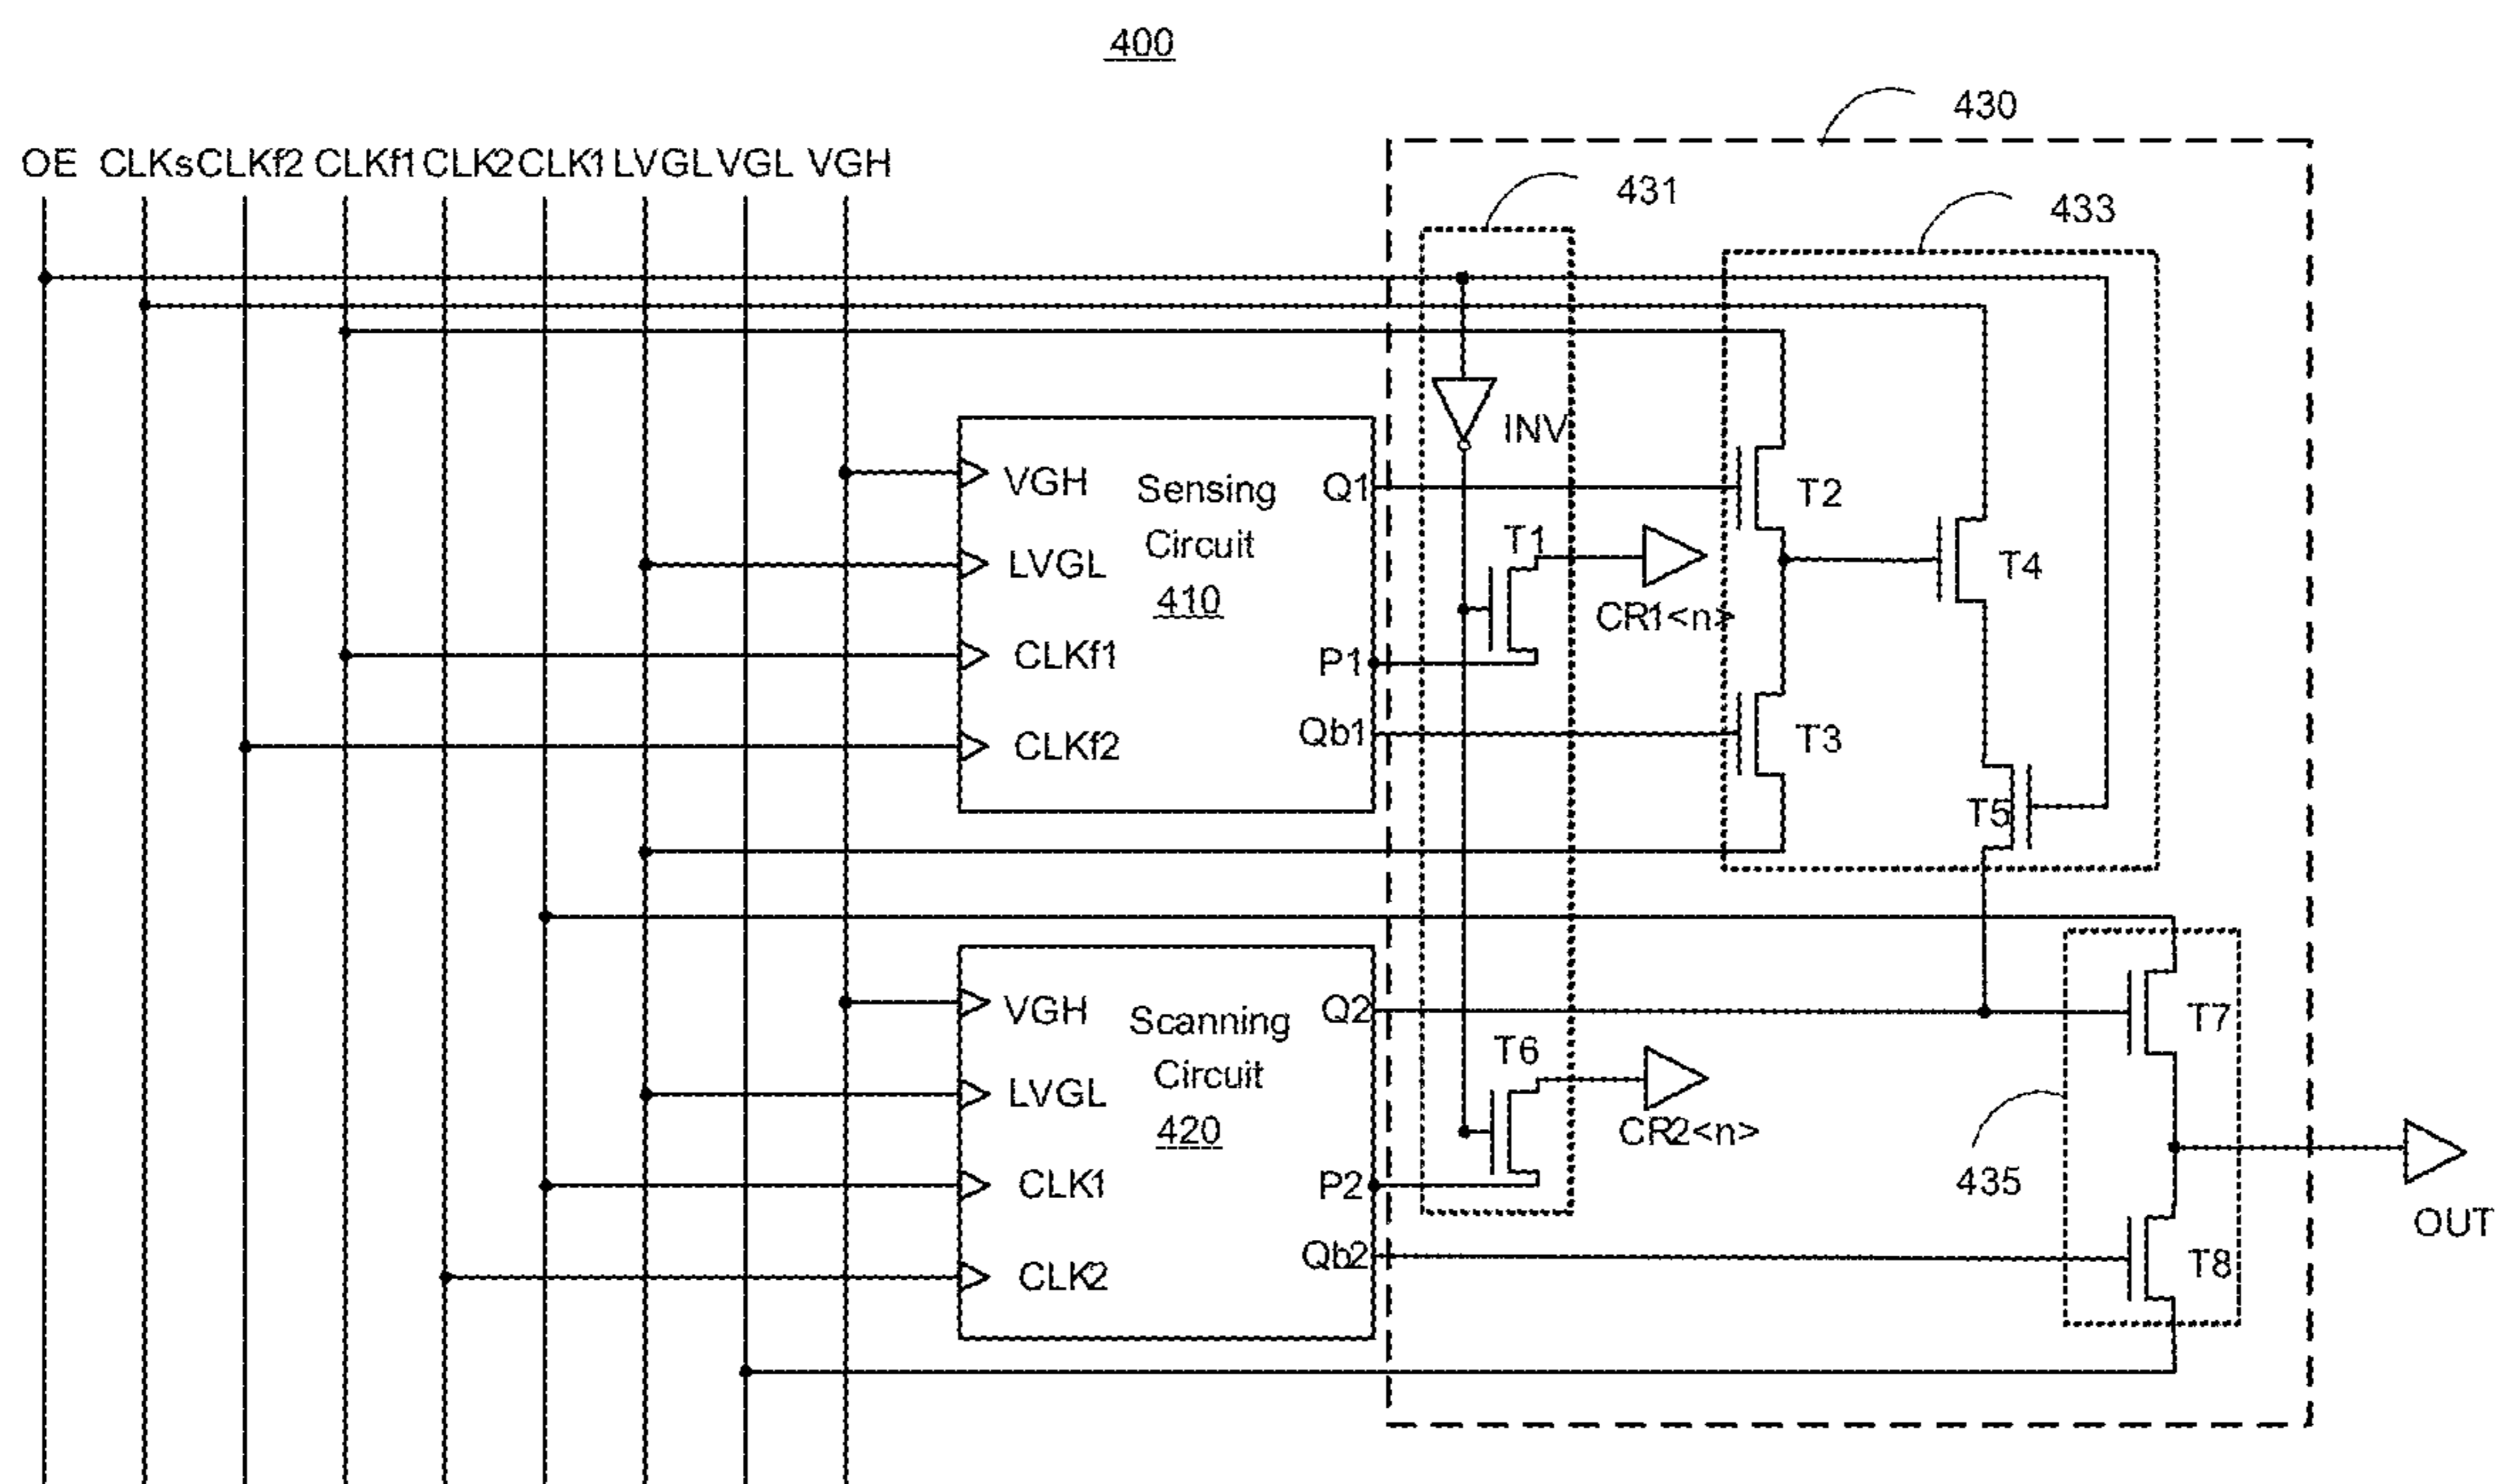 400
430
OE CLKs CLKf2 CLKf1 CLK2 CLK1 LVGL VGL VGH
431
433
INV
VGH
Sensing
Circuit
410
Q1
T2
LVGL
T1
T4
CR1<n>
CLKf1
P1
CLKf2
Qb1
T3
T5
VGH
Scanning
Circuit
420
Q2
T7
LVGL
T6
CR2<n>
CLK1
P2
435
OUT
CLK2
Qb2
T8